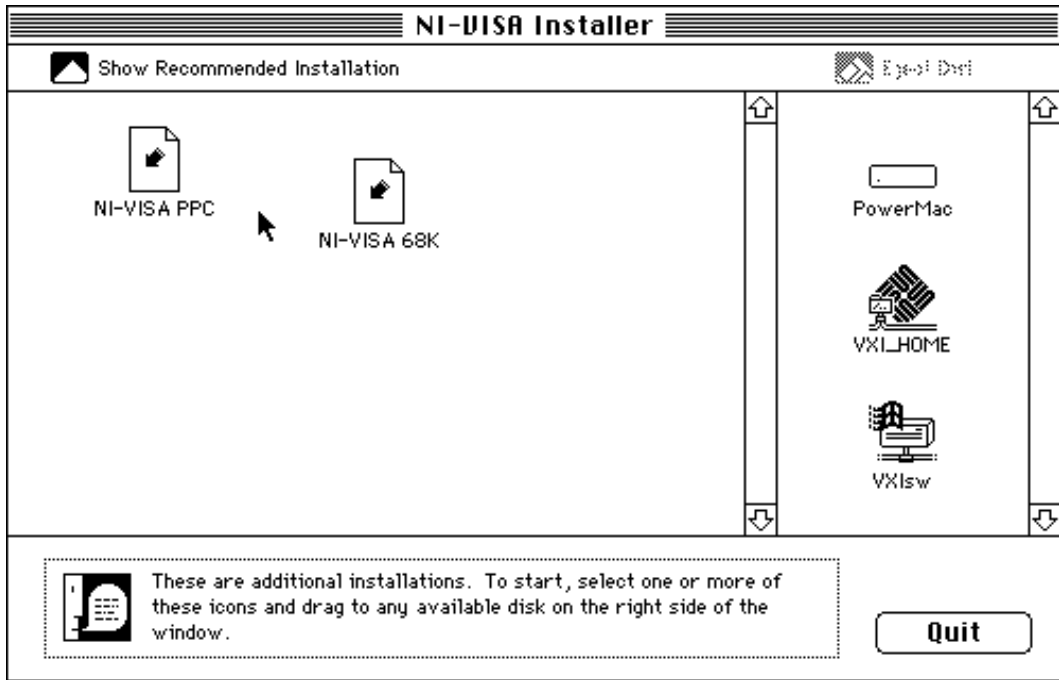 NI-VISA Installer
Show Recommended Installation
Eject Disk
NI-VISA PPC
NI-VISA 68K
PowerMac
VXI_HOME
VXIsw
These are additional installations. To start, select one or more of
these icons and drag to any available disk on the right side of the
window.
Quit